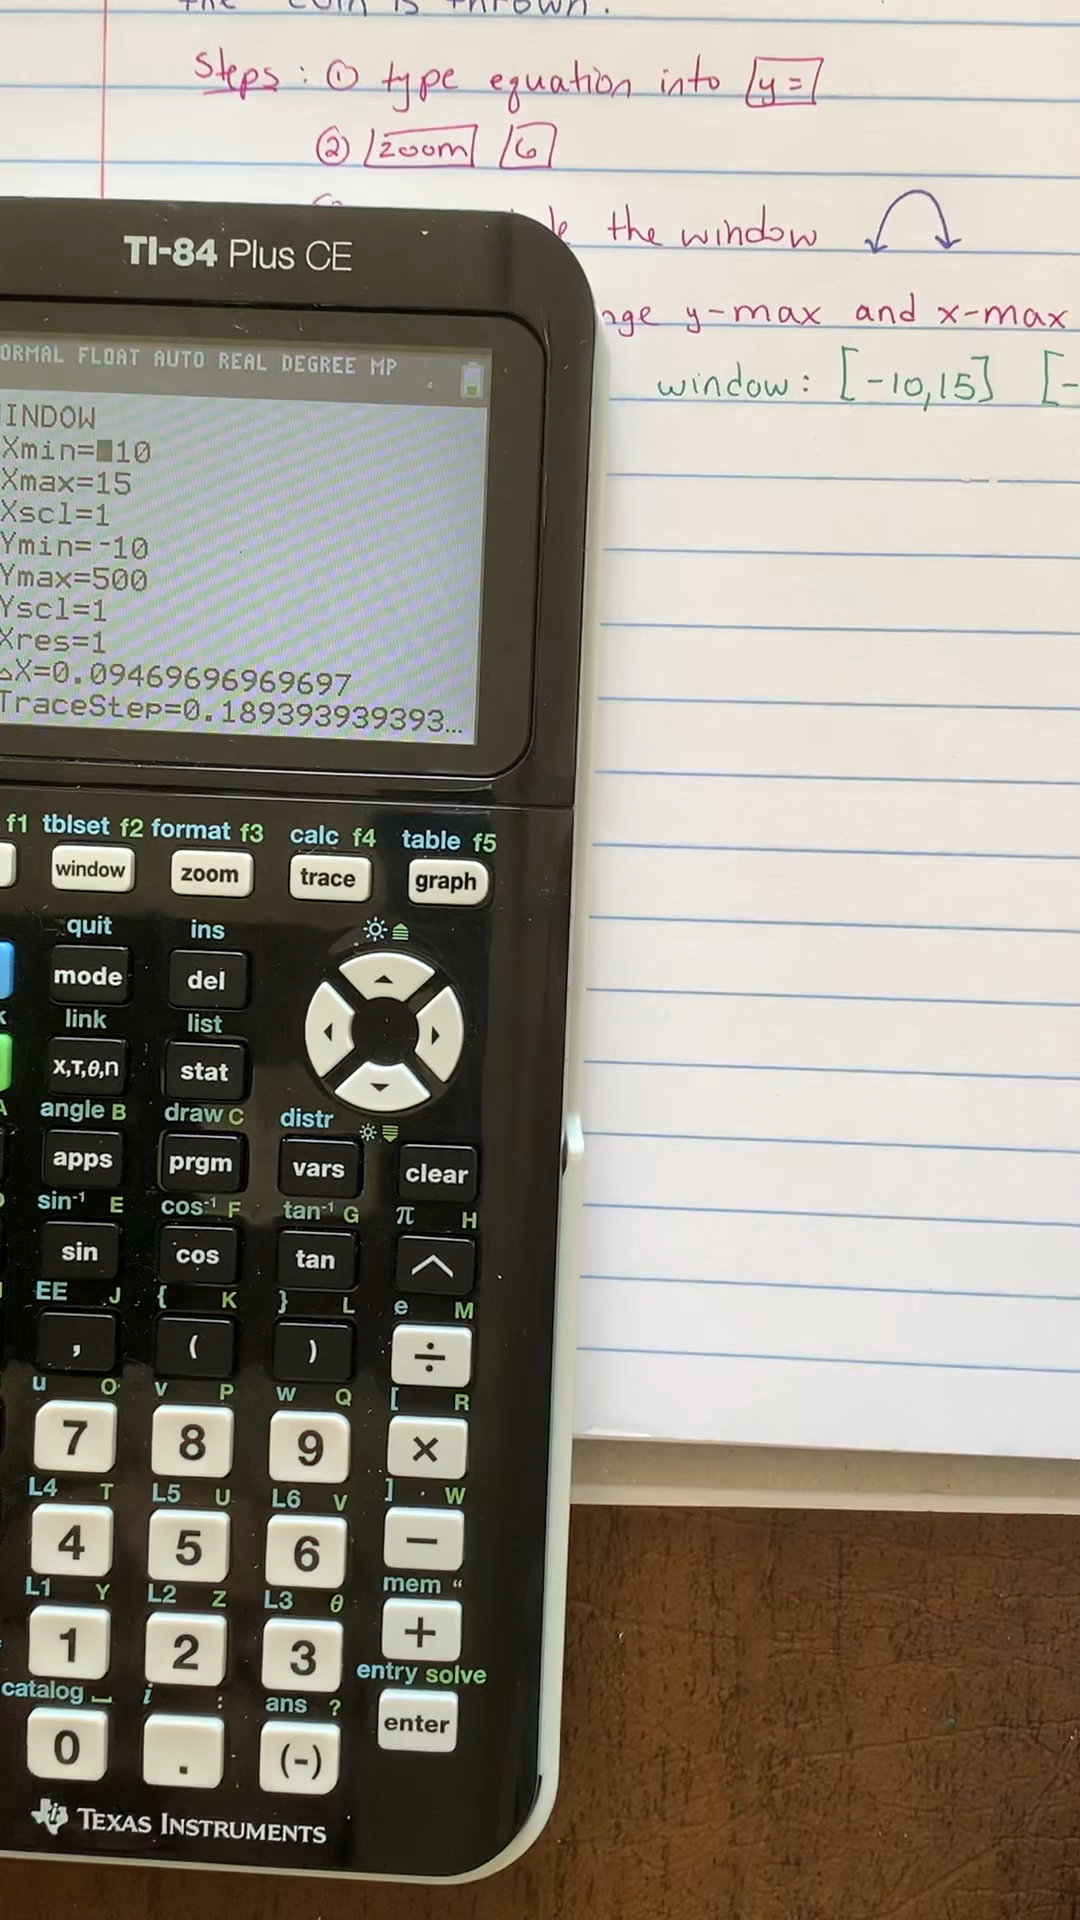 the coin is thrown.
Steps: ① type equation into y=
② zoom 6
the window
y-max and x-max
window: [-10,15] [-
TI-84 Plus CE
NORMAL FLOAT AUTO REAL DEGREE MP
WINDOW
Xmin=-10
Xmax=15
Xscl=1
Ymin=-10
Ymax=500
Yscl=1
Xres=1
△X=0.09469696969697
TraceStep=0.189393939393...
f1 tblset f2 format f3 calc f4 table f5
window zoom trace graph
quit ins
mode del
link list
X,T,θ,n stat
A angle B draw C distr
apps prgm vars clear
D sin⁻¹ E cos⁻¹ F tan⁻¹ G π H
sin cos tan ^
EE J { K } L e M
, ( ) ÷
u O v P w Q [ R
7 8 9 ×
L4 T L5 U L6 V ] W
4 5 6 −
L1 Y L2 Z L3 θ mem "
1 2 3 +
catalog i : ans ? entry solve
0 . (-) enter
TEXAS INSTRUMENTS